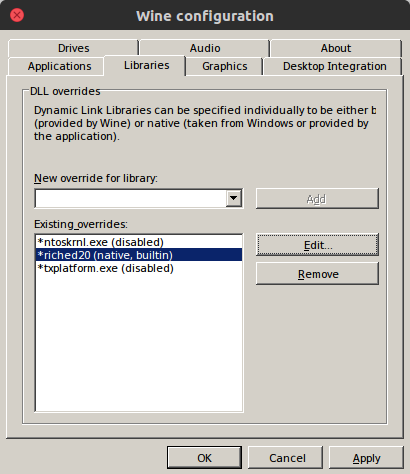 Wine configuration
Drives Audio About
Applications Libraries Graphics Desktop Integration
DLL overrides
Dynamic Link Libraries can be specified individually to be either b
(provided by Wine) or native (taken from Windows or provided by
the application).
New override for library:
Add
Existing overrides:
*ntoskrnl.exe (disabled)
*riched20 (native, builtin)
*txplatform.exe (disabled)
Edit...
Remove
OK Cancel Apply